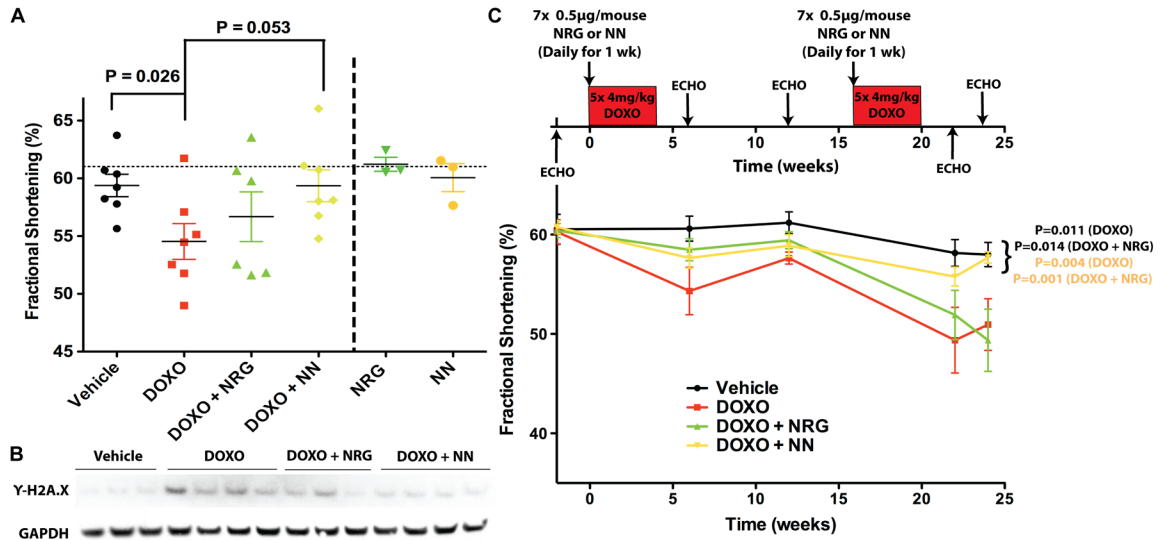 A
P = 0.053
P = 0.026
Fractional Shortening (%)
65
60
55
50
45
Vehicle
DOXO
DOXO + NRG
DOXO + NN
NRG
NN
B
Vehicle
DOXO
DOXO + NRG
DOXO + NN
Y-H2A.X
GAPDH
C
7x 0.5µg/mouse
NRG or NN
(Daily for 1 wk)
7x 0.5µg/mouse
NRG or NN
(Daily for 1 wk)
5x 4mg/kg
DOXO
ECHO
ECHO
5x 4mg/kg
DOXO
ECHO
0
5
10
15
20
25
Time (weeks)
ECHO
ECHO
Fractional Shortening (%)
60
50
40
P=0.011 (DOXO)
P=0.014 (DOXO + NRG)
P=0.004 (DOXO)
P=0.001 (DOXO + NRG)
}
Vehicle
DOXO
DOXO + NRG
DOXO + NN
0
5
10
15
20
25
Time (weeks)